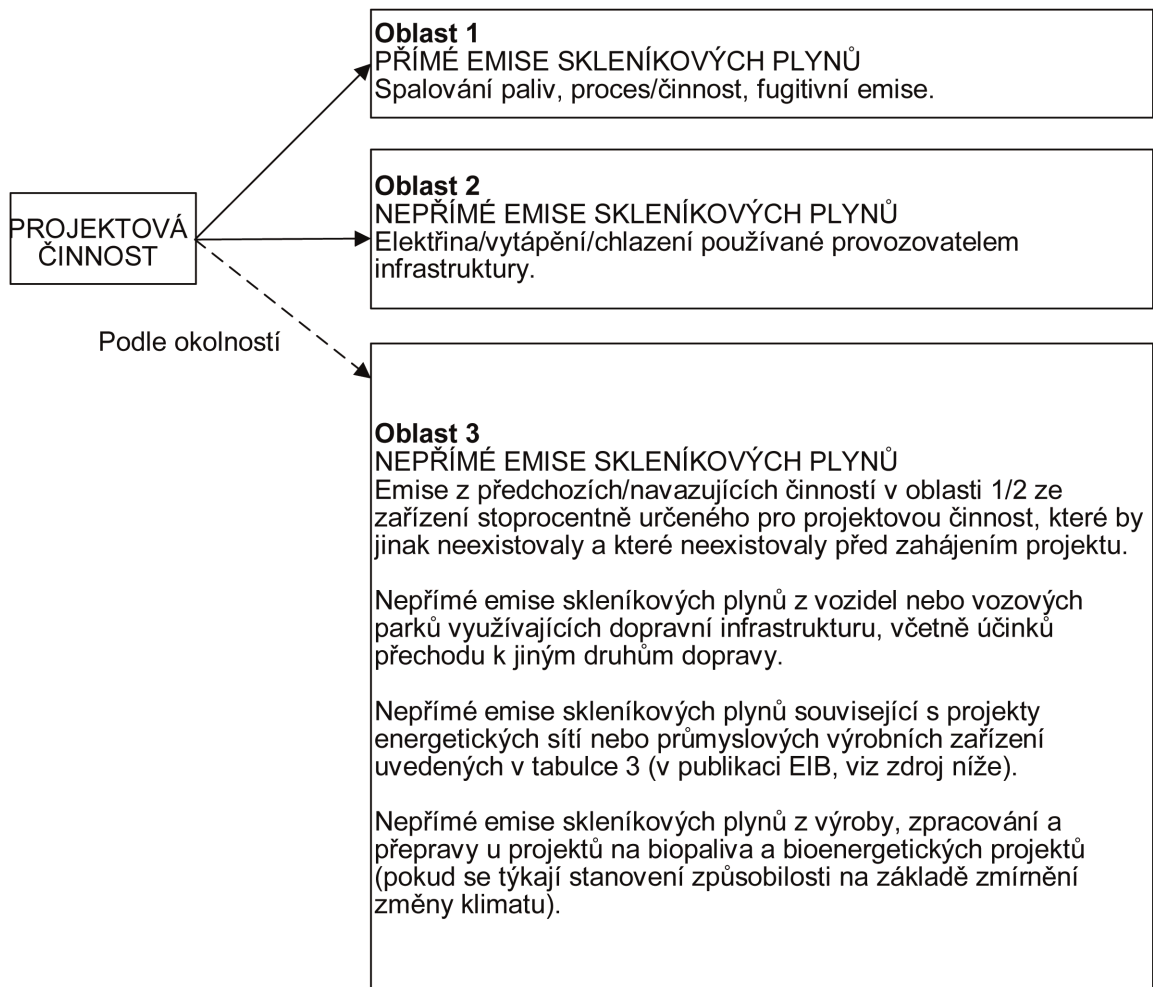 Oblast 1
PŘÍMÉ EMISE SKLENÍKOVÝCH PLYNŮ
Spalování paliv, proces/činnost, fugitivní emise.
Oblast 2
NEPŘÍMÉ EMISE SKLENÍKOVÝCH PLYNŮ
Elektřina/vytápění/chlazení používané provozovatelem
infrastruktury.
PROJEKTOVÁ
ČINNOST
Podle okolností
Oblast 3
NEPŘÍMÉ EMISE SKLENÍKOVÝCH PLYNŮ
Emise z předchozích/navazujících činností v oblasti 1/2 ze
zařízení stoprocentně určeného pro projektovou činnost, které by
jinak neexistovaly a které neexistovaly před zahájením projektu.
Nepřímé emise skleníkových plynů z vozidel nebo vozových
parků využívajících dopravní infrastrukturu, včetně účinků
přechodu k jiným druhům dopravy.
Nepřímé emise skleníkových plynů související s projekty
energetických sítí nebo průmyslových výrobních zařízení
uvedených v tabulce 3 (v publikaci EIB, viz zdroj níže).
Nepřímé emise skleníkových plynů z výroby, zpracování a
přepravy u projektů na biopaliva a bioenergetických projektů
(pokud se týkají stanovení způsobilosti na základě zmírnění
změny klimatu).